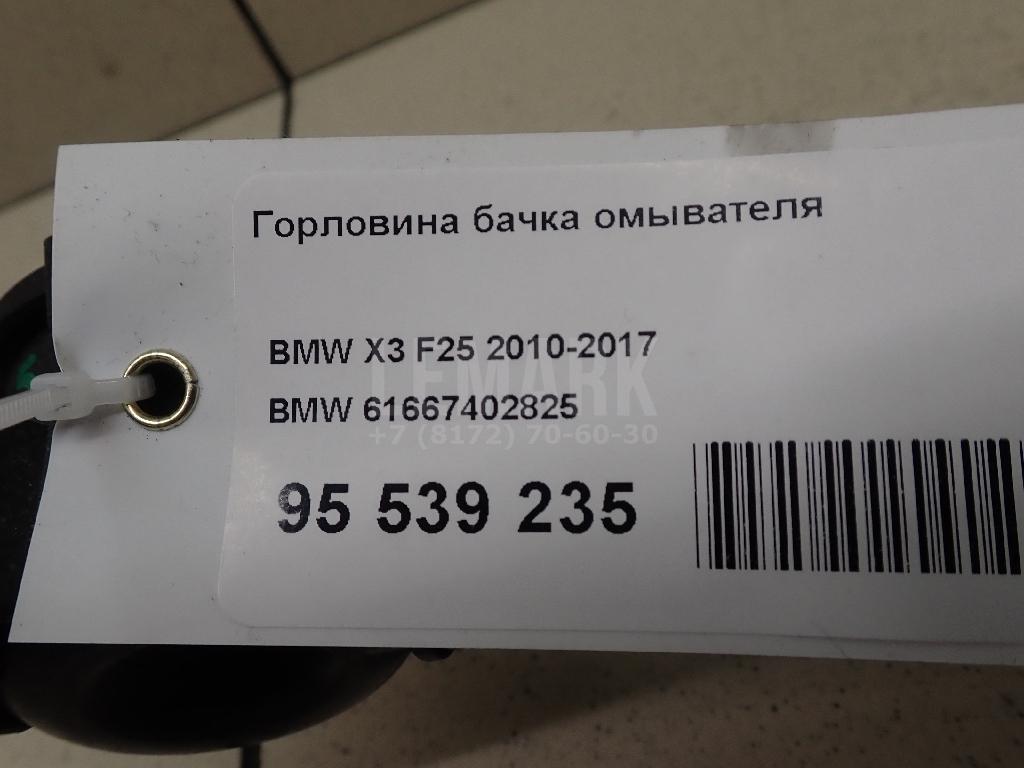 Горловина бачка омывателя
BMW X3 F25 2010-2017
LEMARK
BMW 61667402825
+7 (8172) 70-60-30
95 539 235